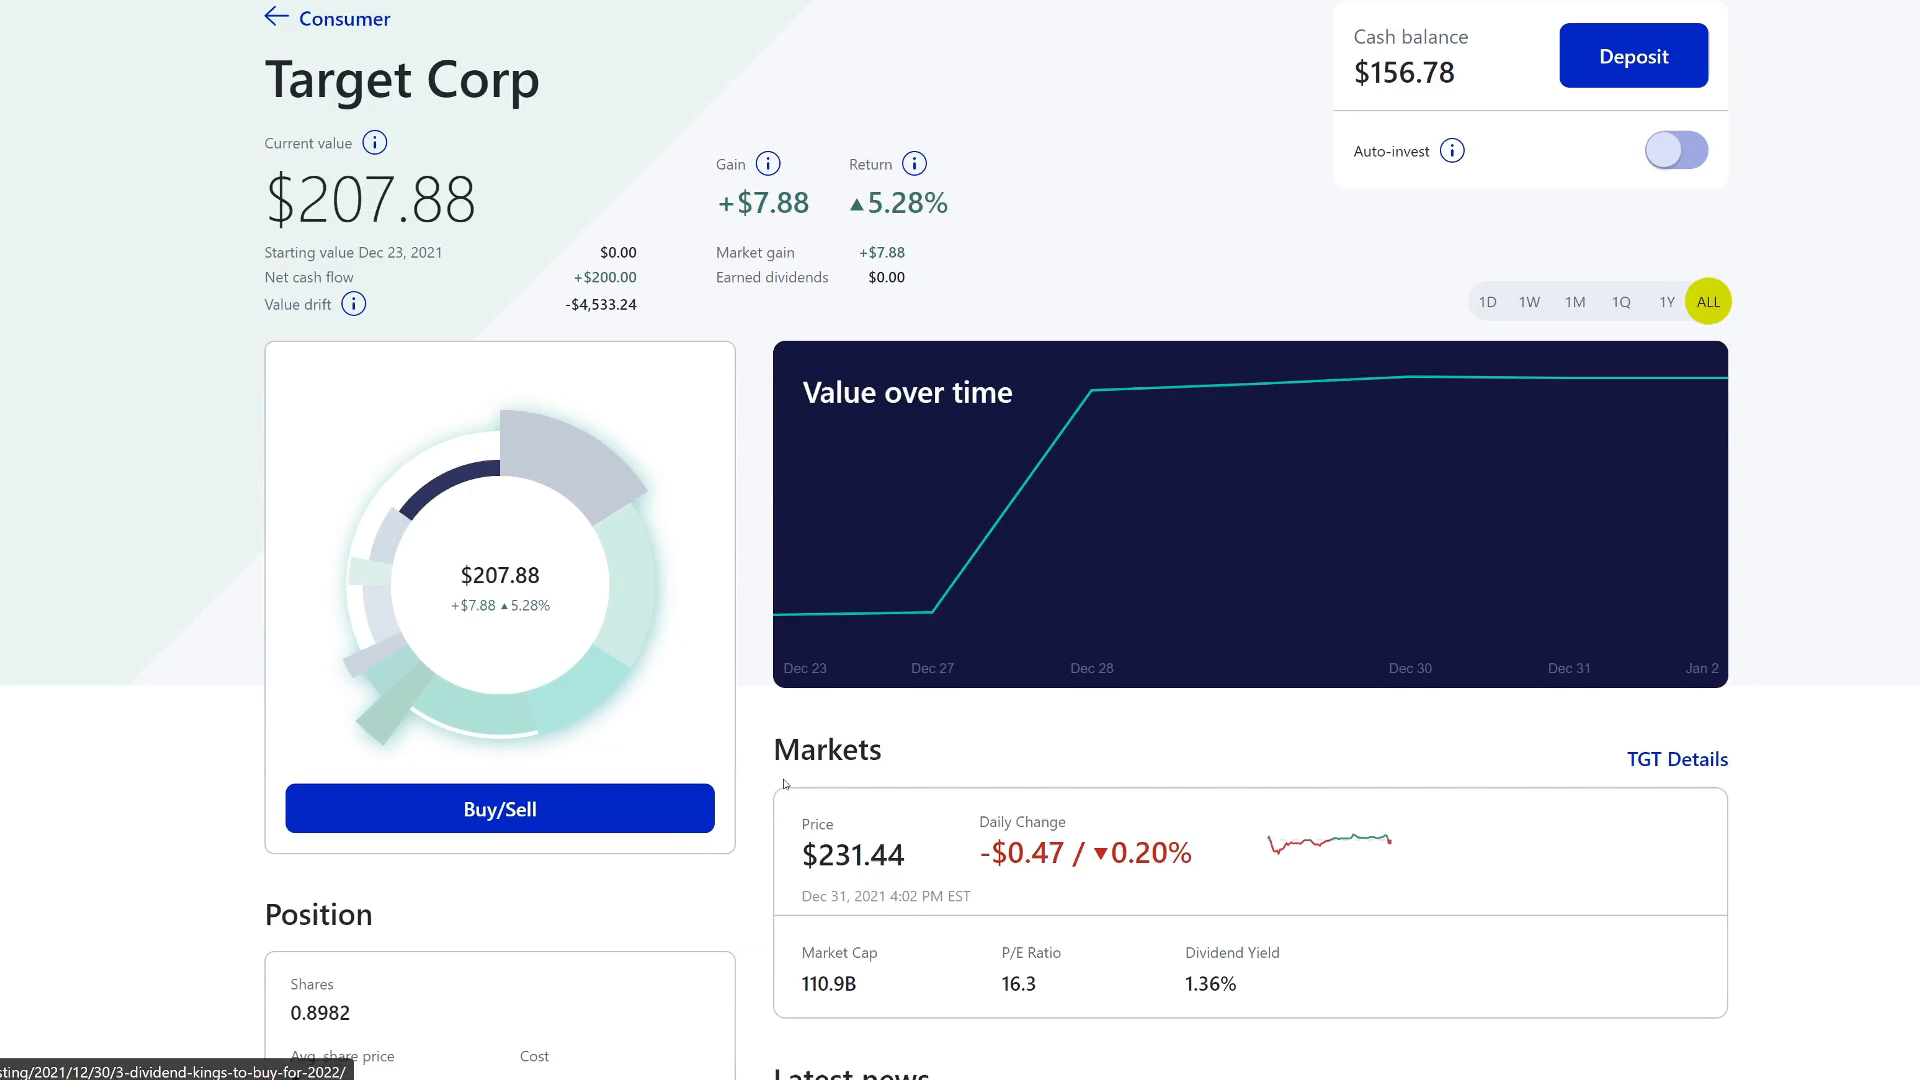 Consumer
Target Corp
Current value
$207.88
Starting value Dec 23, 2021 $0.00
Net cash flow +$200.00
Value drift -$4,533.24
Gain Return
+$7.88 ▲5.28%
Market gain +$7.88
Earned dividends $0.00
Cash balance
$156.78
Deposit
Auto-invest
1D 1W 1M 1Q 1Y ALL
$207.88
+$7.88 ▲5.28%
Buy/Sell
Value over time
Dec 23 Dec 27 Dec 28 Dec 30 Dec 31 Jan 2
Markets
TGT Details
Price Daily Change
$231.44 -$0.47 / ▼0.20%
Dec 31, 2021 4:02 PM EST
Market Cap P/E Ratio Dividend Yield
110.9B 16.3 1.36%
Position
Shares
0.8982
Avg. share price Cost
Latest news
sting/2021/12/30/3-dividend-kings-to-buy-for-2022/